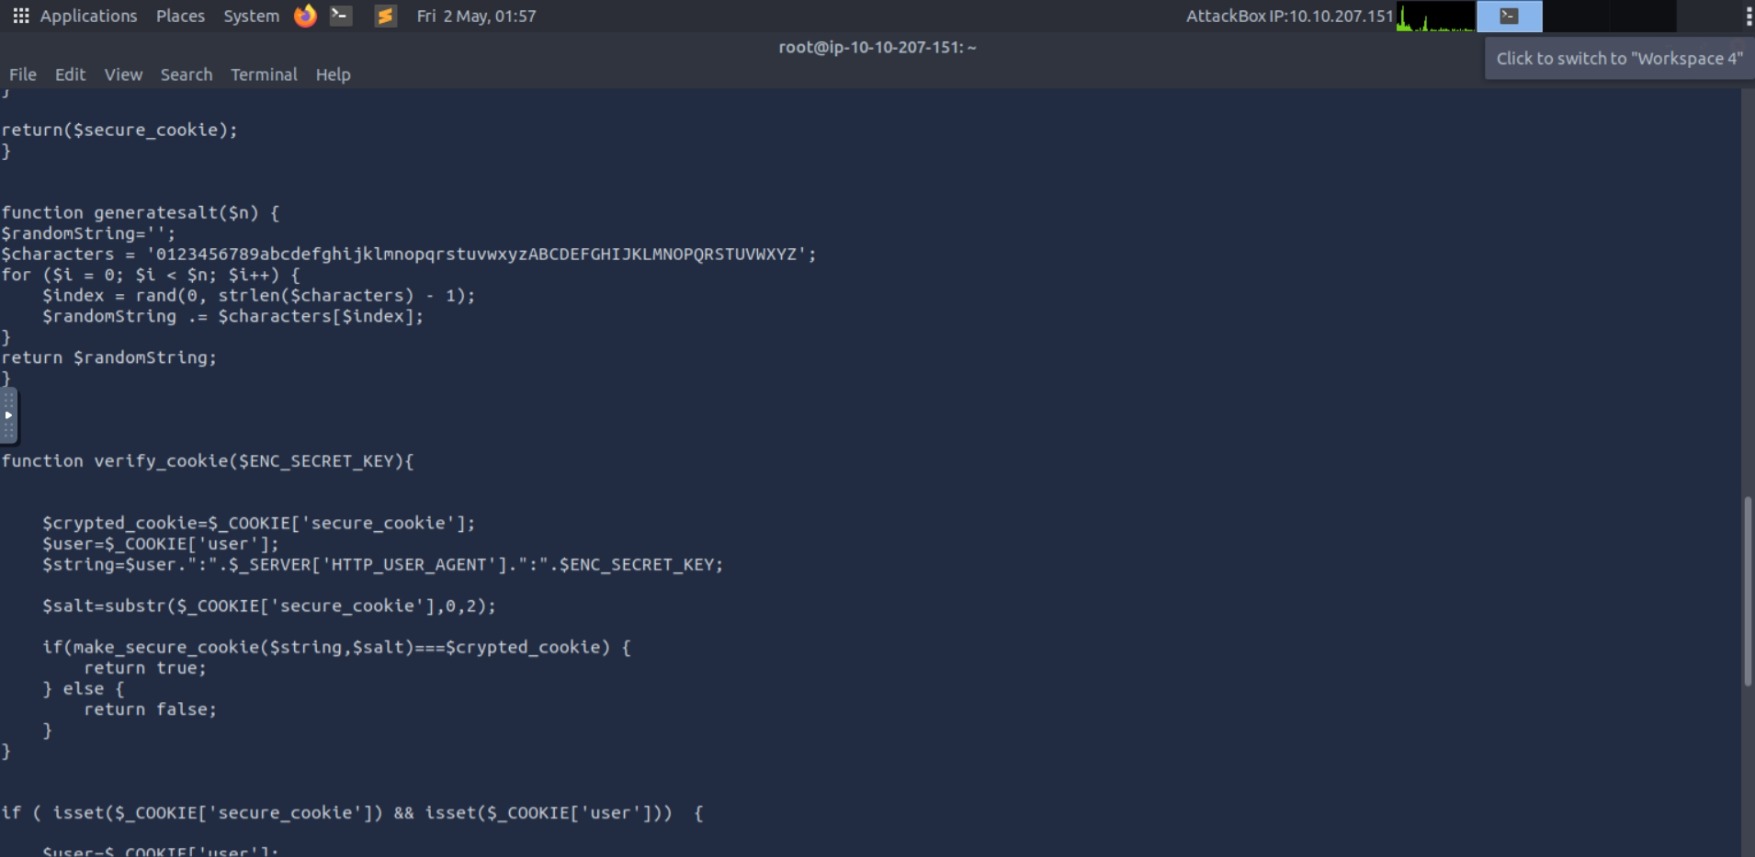 Applications Places System Fri 2 May, 01:57 AttackBox IP:10.10.207.151
root@ip-10-10-207-151: ~
Click to switch to "Workspace 4"
File Edit View Search Terminal Help
}
return($secure_cookie);
}
function generatesalt($n) {
$randomString='';
$characters = '0123456789abcdefghijklmnopqrstuvwxyzABCDEFGHIJKLMNOPQRSTUVWXYZ';
for ($i = 0; $i < $n; $i++) {
    $index = rand(0, strlen($characters) - 1);
    $randomString .= $characters[$index];
}
return $randomString;
}
function verify_cookie($ENC_SECRET_KEY){
    $crypted_cookie=$_COOKIE['secure_cookie'];
    $user=$_COOKIE['user'];
    $string=$user.":".$_SERVER['HTTP_USER_AGENT'].":".$ENC_SECRET_KEY;
    $salt=substr($_COOKIE['secure_cookie'],0,2);
    if(make_secure_cookie($string,$salt)===$crypted_cookie) {
        return true;
    } else {
        return false;
    }
}
if ( isset($_COOKIE['secure_cookie']) && isset($_COOKIE['user']))  {
    $user=$_COOKIE['user'];